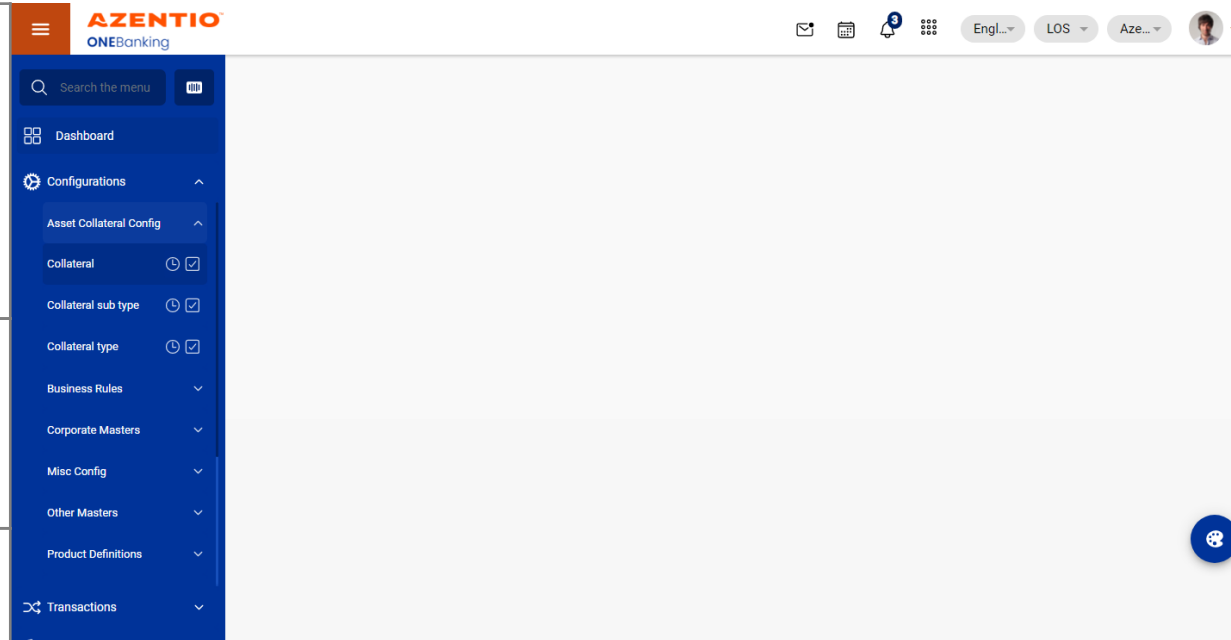 AZENTIO
ONEBanking
3
Engl...
LOS
Aze...
Search the menu
Dashboard
Configurations
Asset Collateral Config
Collateral
Collateral sub type
Collateral type
Business Rules
Corporate Masters
Misc Config
Other Masters
Product Definitions
Transactions